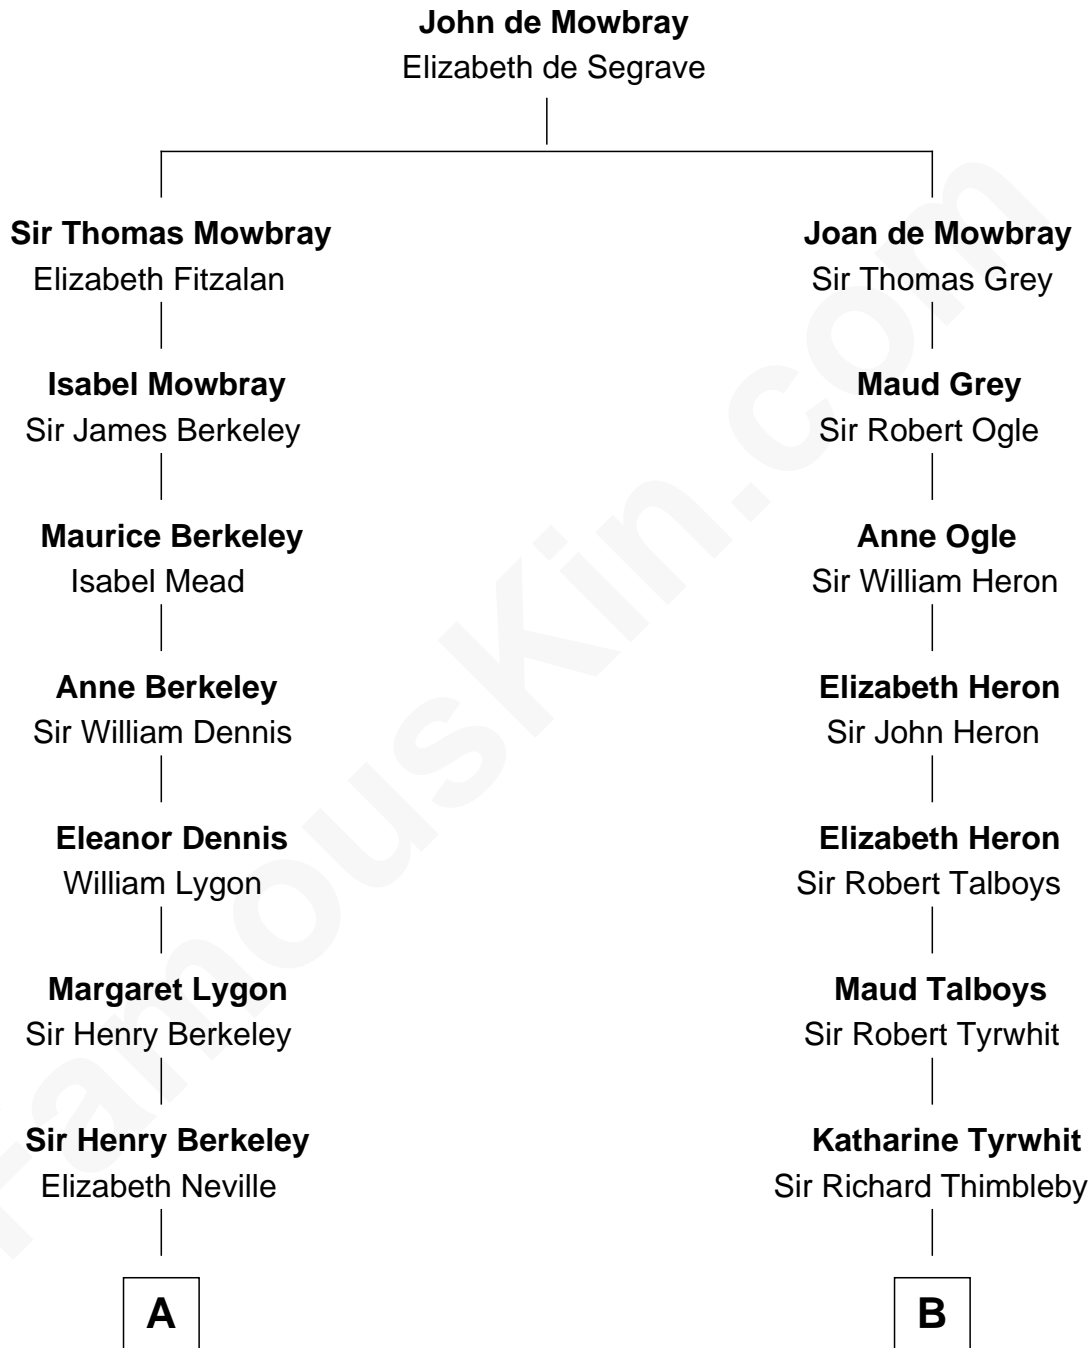 John de Mowbray
Elizabeth de Segrave
Sir Thomas Mowbray
Elizabeth Fitzalan
Joan de Mowbray
Sir Thomas Grey
Isabel Mowbray
Sir James Berkeley
Maud Grey
Sir Robert Ogle
Maurice Berkeley
Isabel Mead
Anne Ogle
Sir William Heron
Anne Berkeley
Sir William Dennis
Elizabeth Heron
Sir John Heron
Eleanor Dennis
William Lygon
Elizabeth Heron
Sir Robert Talboys
Margaret Lygon
Sir Henry Berkeley
Maud Talboys
Sir Robert Tyrwhit
Sir Henry Berkeley
Elizabeth Neville
Katharine Tyrwhit
Sir Richard Thimbleby
A
B
FamousKin.com